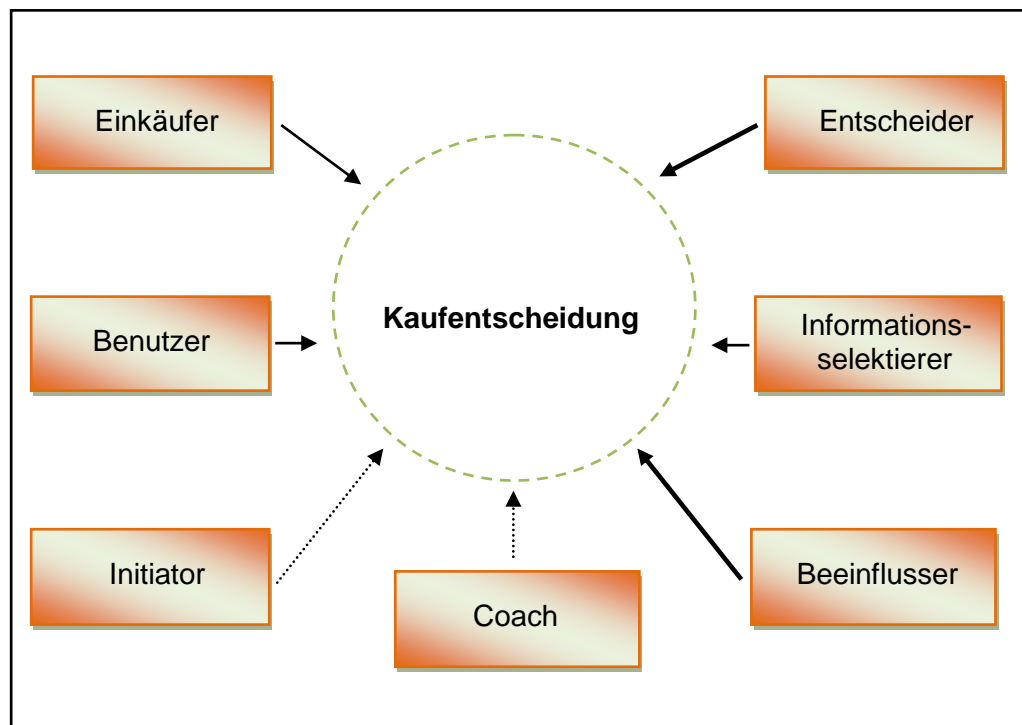 Einkäufer
Entscheider
Kaufentscheidung
Benutzer
Informations-
selektierer
Initiator
Coach
Beeinflusser